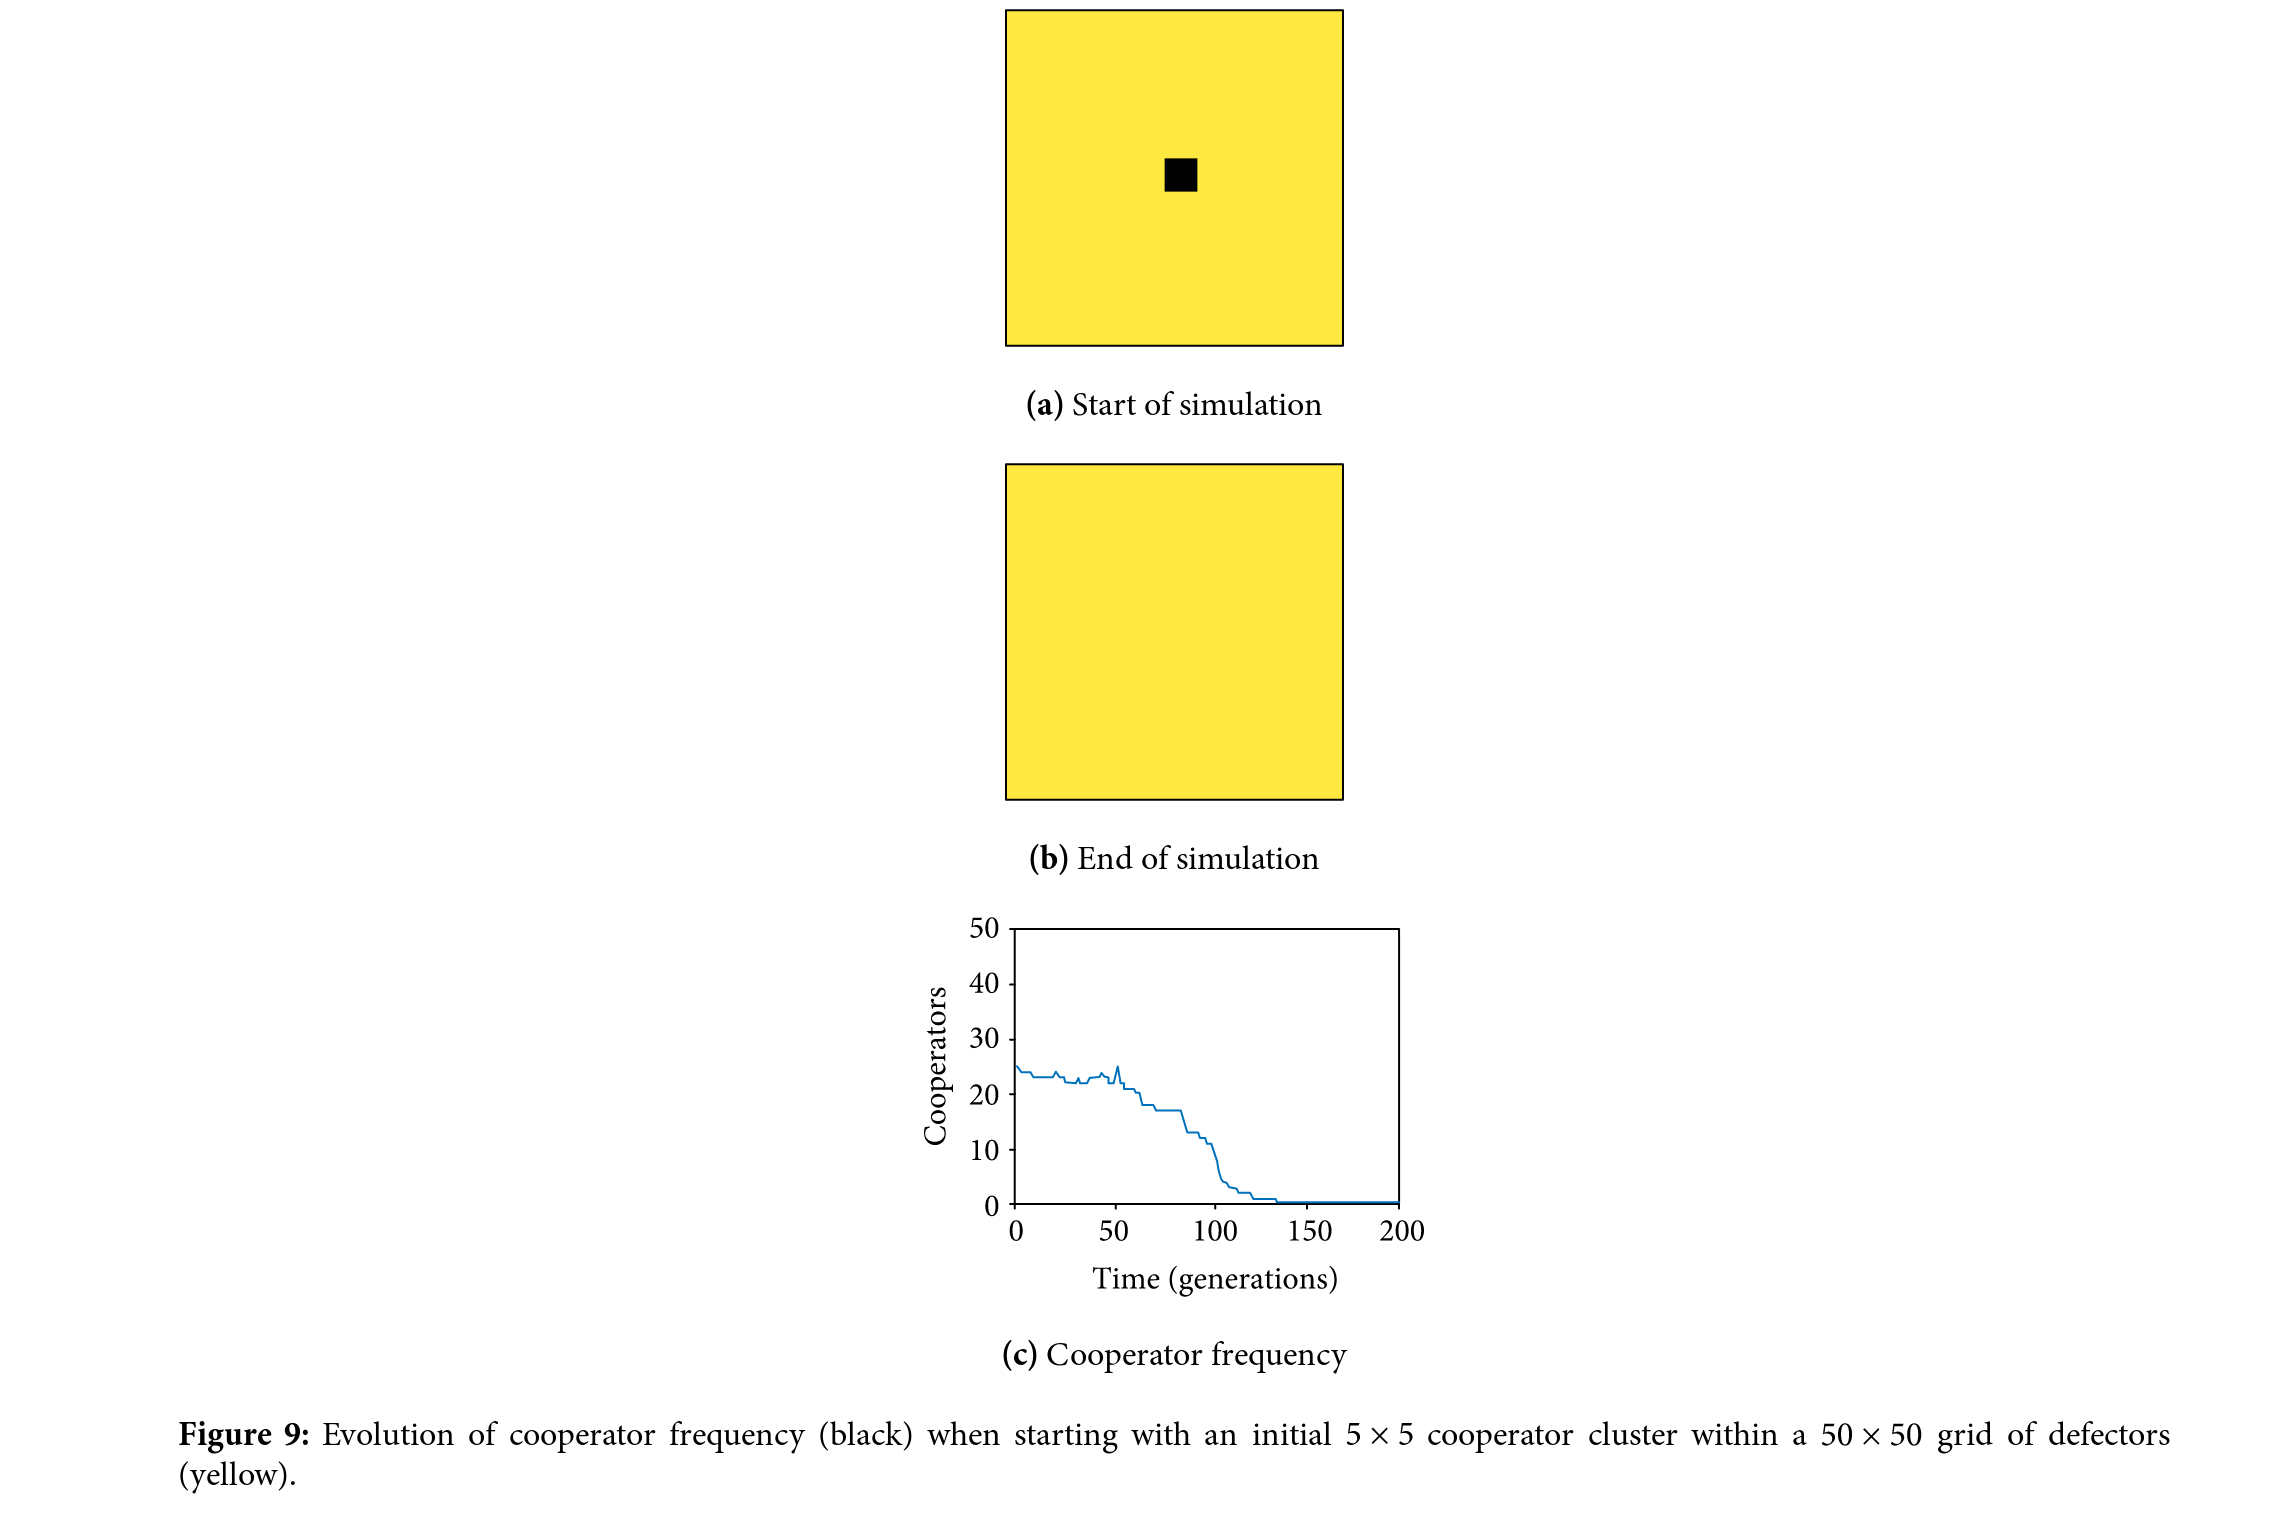 (a) Start of simulation
(b) End of simulation
50
40
30
20
10
0
Cooperators
0 50 100 150 200
Time (generations)
(c) Cooperator frequency
Figure 9: Evolution of cooperator frequency (black) when starting with an initial 5 × 5 cooperator cluster within a 50 × 50 grid of defectors
(yellow).